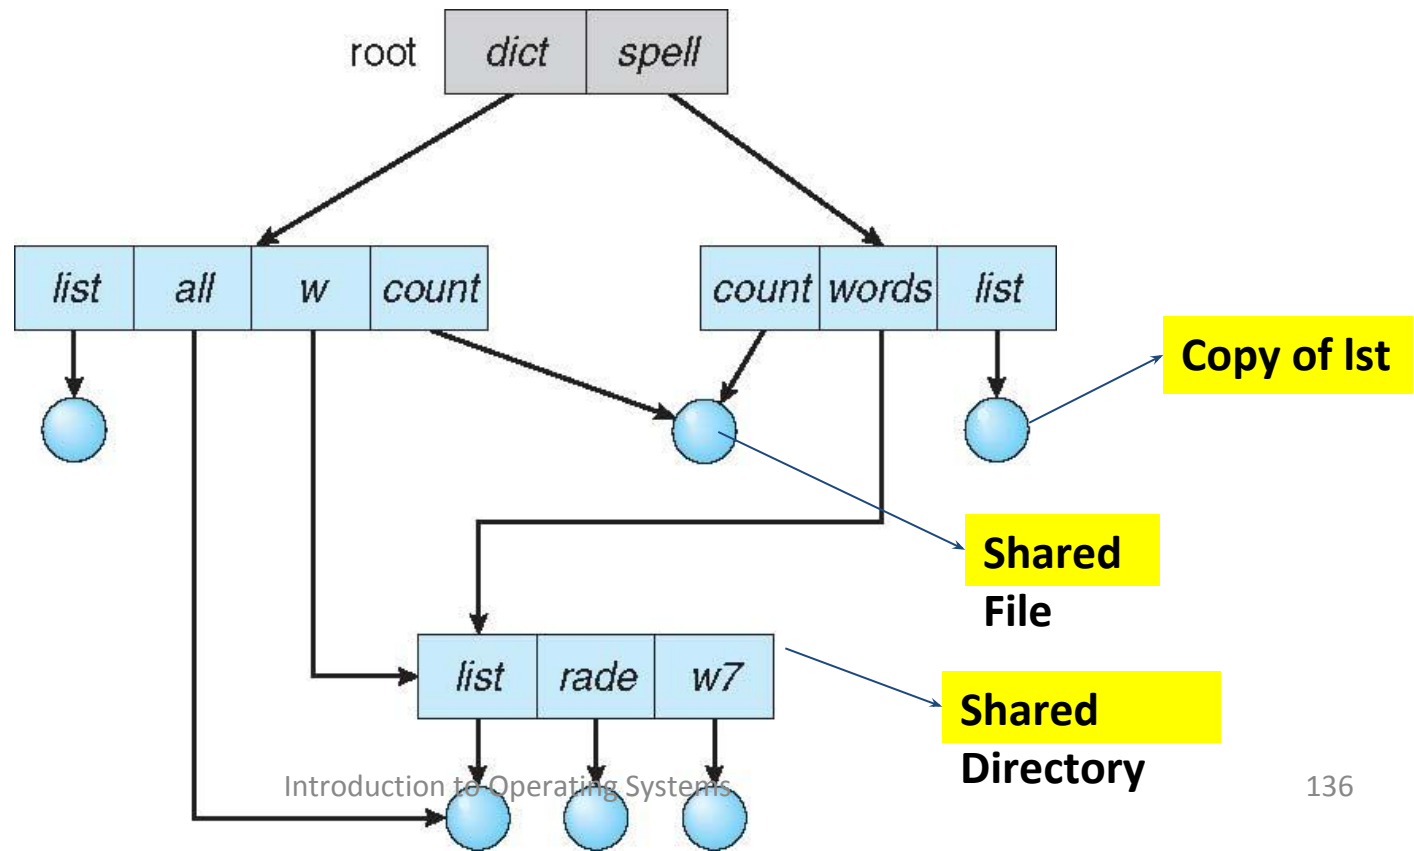 root dict spell
list all w count count words list
Copy of lst
Shared
File
list rade w7
Shared
Directory
Introduction to Operating Systems 136